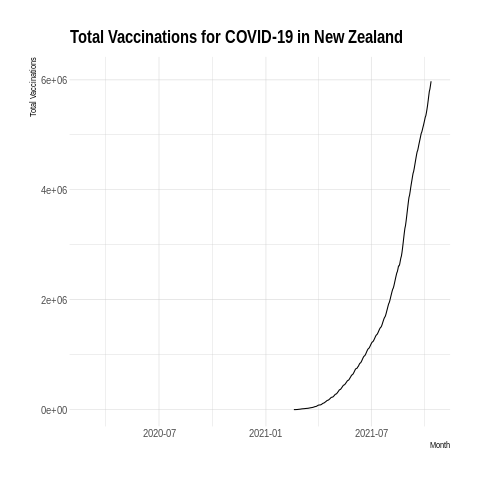 Total Vaccinations for COVID-19 in New Zealand
Total Vaccinations
6e+06
4e+06
2e+06
0e+00
2020-07 2021-01 2021-07
Month